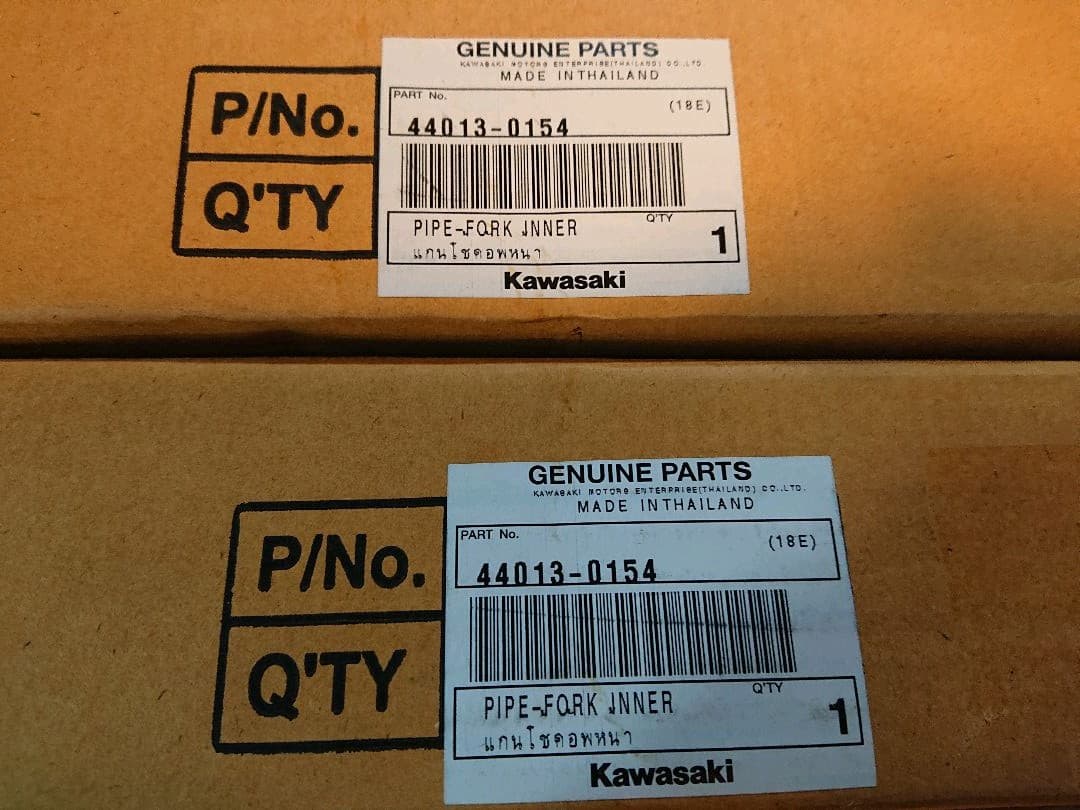 P/No.
Q'TY
GENUINE PARTS
KAWASAKI MOTORS ENTERPRISE(THAILAND) CO.,LTD.
MADE INTHAILAND
PART No.
(18E)
44013-0154
PIPE-FORK JNNER
Q'TY
1
แกนโชคอพหนา
Kawasaki
P/No.
Q'TY
GENUINE PARTS
KAWASAKI MOTORS ENTERPRISE(THAILAND) CO.,LTD.
MADE INTHAILAND
PART No.
(18E)
44013-0154
PIPE-FORK JNNER
Q'TY
1
แกนโชคอพหนา
Kawasaki